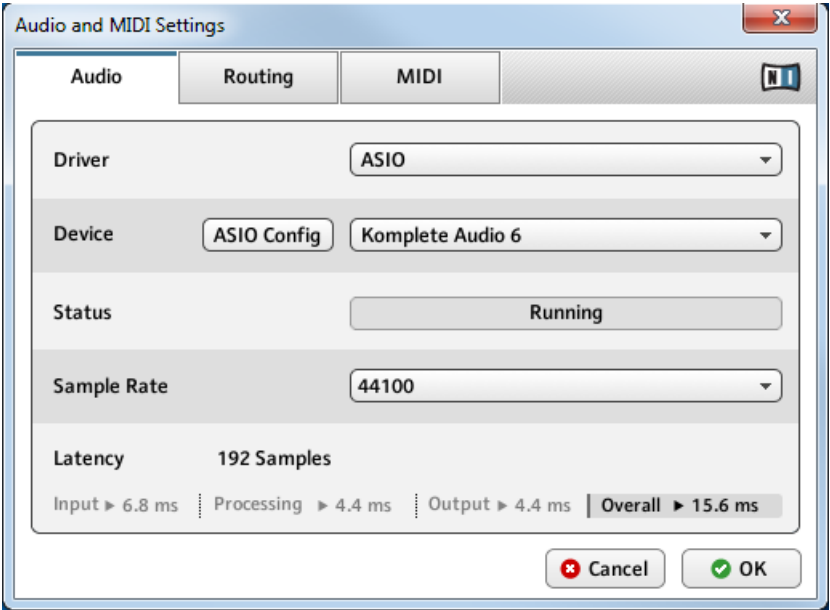 Audio and MIDI Settings
Audio Routing MIDI NI
Driver ASIO
Device ASIO Config Komplete Audio 6
Status Running
Sample Rate 44100
Latency 192 Samples
Input ▸ 6.8 ms Processing ▸ 4.4 ms Output ▸ 4.4 ms Overall ▸ 15.6 ms
Cancel OK